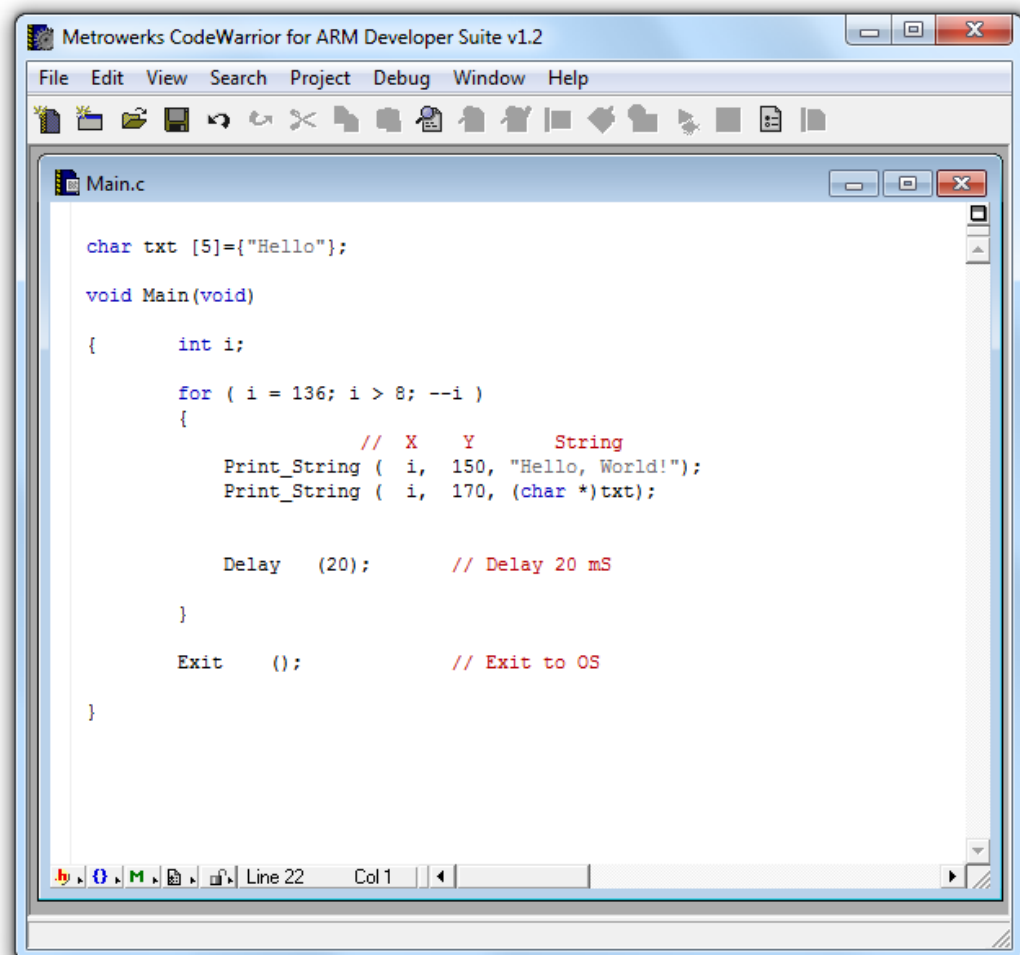 Metrowerks CodeWarrior for ARM Developer Suite v1.2
File Edit View Search Project Debug Window Help
Main.c
char txt [5]={"Hello"};
void Main(void)
{ int i;
for ( i = 136; i > 8; --i )
{
// X Y String
Print_String ( i, 150, "Hello, World!");
Print_String ( i, 170, (char *)txt);
Delay (20); // Delay 20 mS
}
Exit (); // Exit to OS
}
h {} M Line 22 Col 1